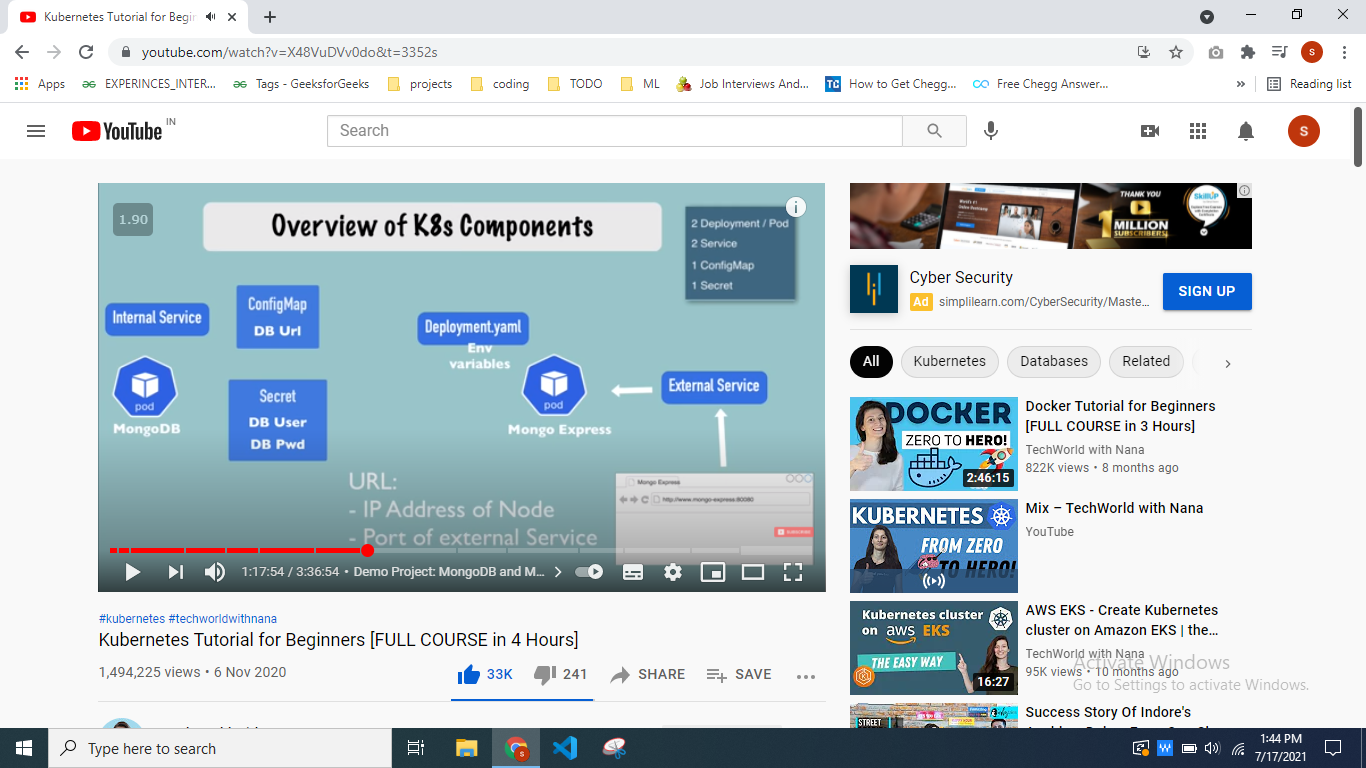 Kubernetes Tutorial for Begin
youtube.com/watch?v=X48VuDVv0do&t=3352s
S
Apps
EXPERINCES_INTER...
Tags - GeeksforGeeks
projects
coding
TODO
ML
Job Interviews And...
TC
How to Get Chegg...
Free Chegg Answer...
»
Reading list
YouTube IN
Search
S
1.90
Overview of K8s Components
2 Deployment / Pod
2 Service
1 ConfigMap
1 Secret
Internal Service
ConfigMap
DB Url
Deployment.yaml
Env
variables
pod
MongoDB
Secret
DB User
DB Pwd
pod
Mongo Express
External Service
URL:
- IP Address of Node
- Port of external Service
Mongo Express
http://www.mongo-express:80080
SUBSCRIBE
1:17:54 / 3:36:54 • Demo Project: MongoDB and M...
#kubernetes #techworldwithnana
Kubernetes Tutorial for Beginners [FULL COURSE in 4 Hours]
1,494,225 views • 6 Nov 2020
33K
241
SHARE
SAVE
THANK YOU
1 MILLION
SUBSCRIBERS!
SkillUP
Cyber Security
Ad simplilearn.com/CyberSecurity/Maste...
SIGN UP
All
Kubernetes
Databases
Related
DOCKER
ZERO TO HERO!
2:46:15
Docker Tutorial for Beginners
[FULL COURSE in 3 Hours]
TechWorld with Nana
822K views • 8 months ago
KUBERNETES
FROM ZERO
TO HERO!
Mix – TechWorld with Nana
YouTube
Kubernetes cluster
on aws EKS
THE EASY WAY
16:27
AWS EKS - Create Kubernetes
cluster on Amazon EKS | the...
TechWorld with Nana
95K views • 10 months ago
Activate Windows
Go to Settings to activate Windows.
STREET
Success Story Of Indore's
Type here to search
S
W
1:44 PM
7/17/2021